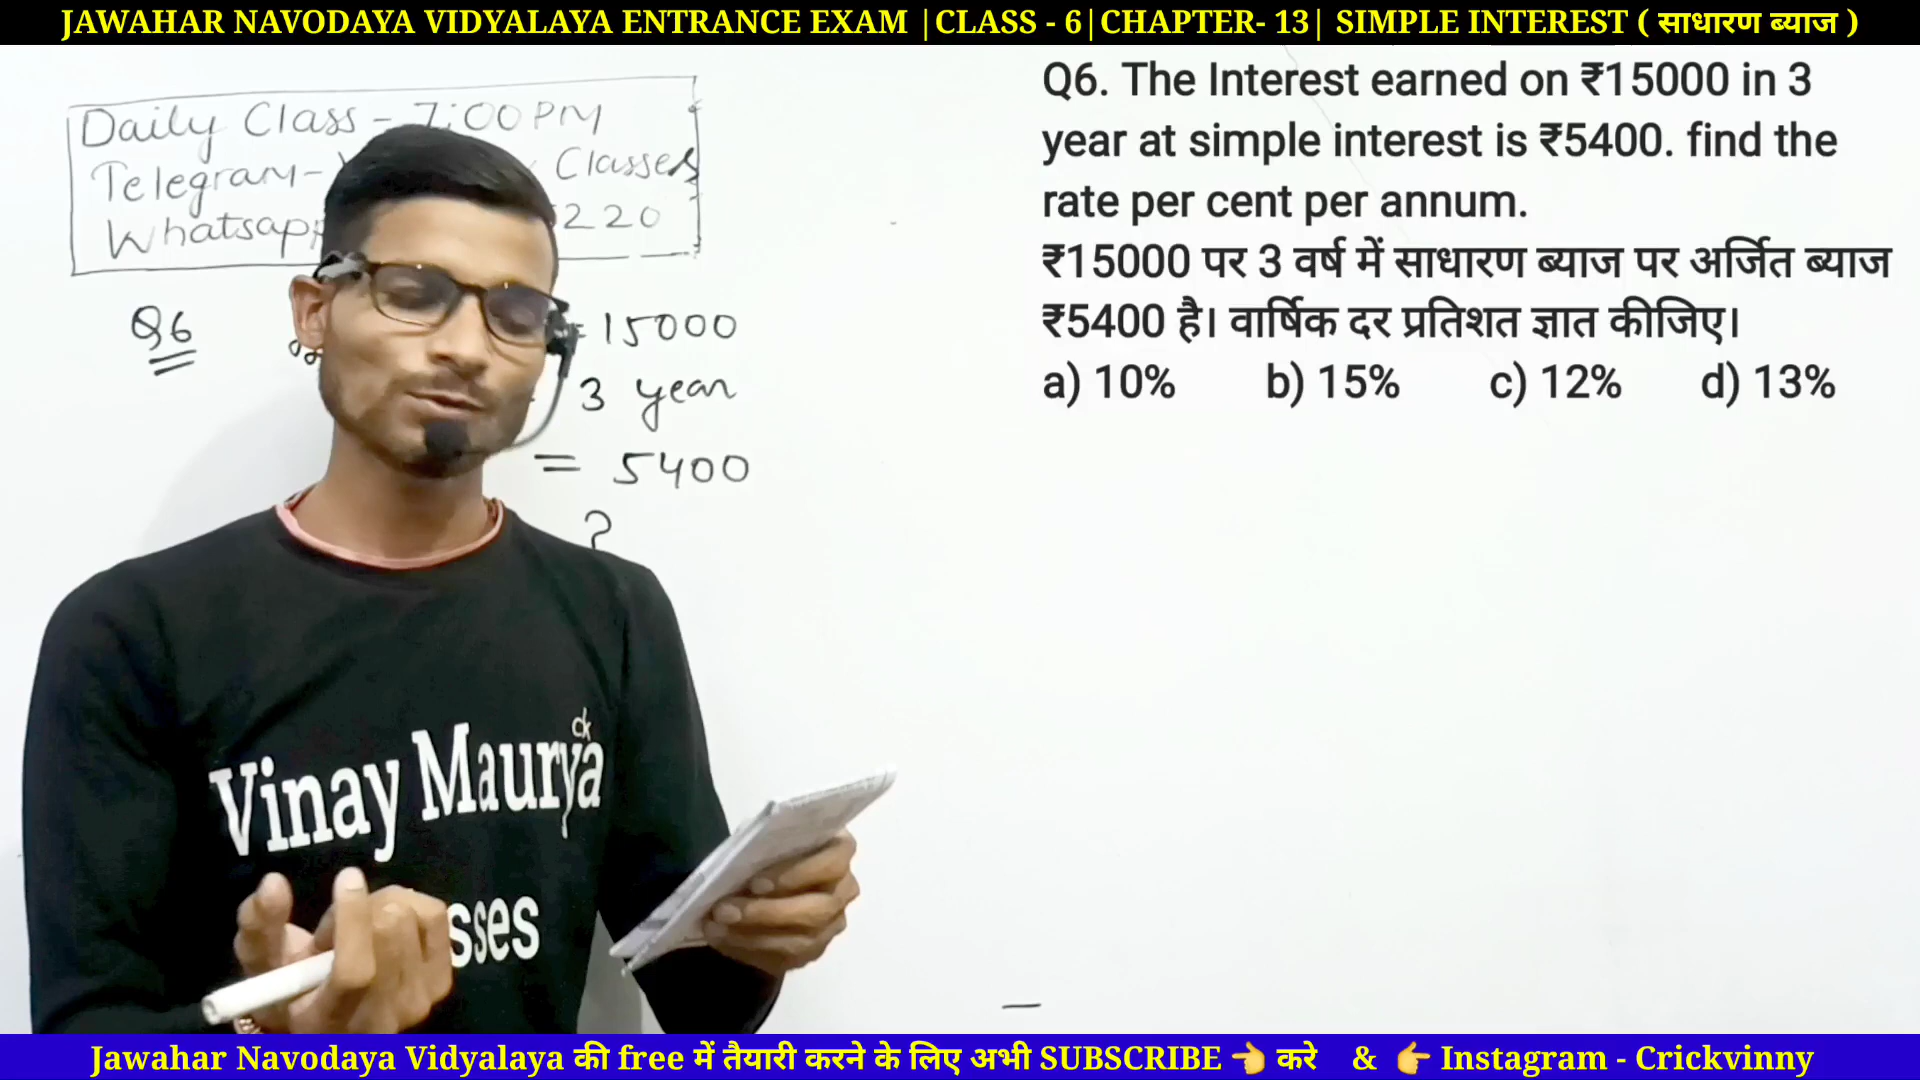 JAWAHAR NAVODAYA VIDYALAYA ENTRANCE EXAM |CLASS - 6|CHAPTER- 13| SIMPLE INTEREST ( साधारण ब्याज )
Daily Class - 7:00 PM
Telegram- Classes
Whatsapp 220
Q6
= 15000
3 year
= 5400
?
Q6. The Interest earned on ₹15000 in 3
year at simple interest is ₹5400. find the
rate per cent per annum.
₹15000 पर 3 वर्ष में साधारण ब्याज पर अर्जित ब्याज
₹5400 है। वार्षिक दर प्रतिशत ज्ञात कीजिए।
a) 10% b) 15% c) 12% d) 13%
ck
Vinay Maurya
sses
Jawahar Navodaya Vidyalaya की free में तैयारी करने के लिए अभी SUBSCRIBE 👈 करे & 👉 Instagram - Crickvinny